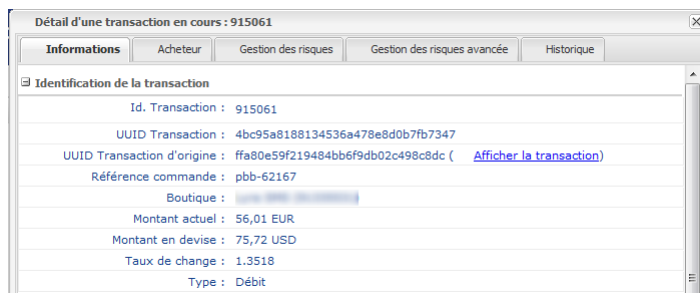 Détail d'une transaction en cours : 915061
Informations Acheteur Gestion des risques Gestion des risques avancée Historique
Identification de la transaction
Id. Transaction : 915061
UUID Transaction : 4bc95a8188134536a478e8d0b7fb7347
UUID Transaction d'origine : ffa80e59f219484bb6f9db02c498c8dc ( Afficher la transaction)
Référence commande : pbb-62167
Boutique :
Montant actuel : 56,01 EUR
Montant en devise : 75,72 USD
Taux de change : 1.3518
Type : Débit